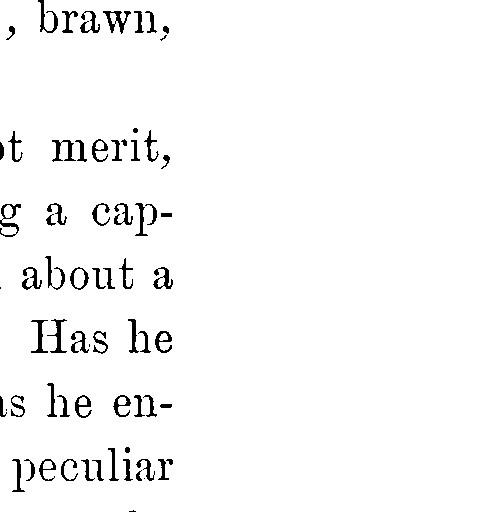 , brawn,
merit,
a cap-
about a
Has he
he en-
peculiar